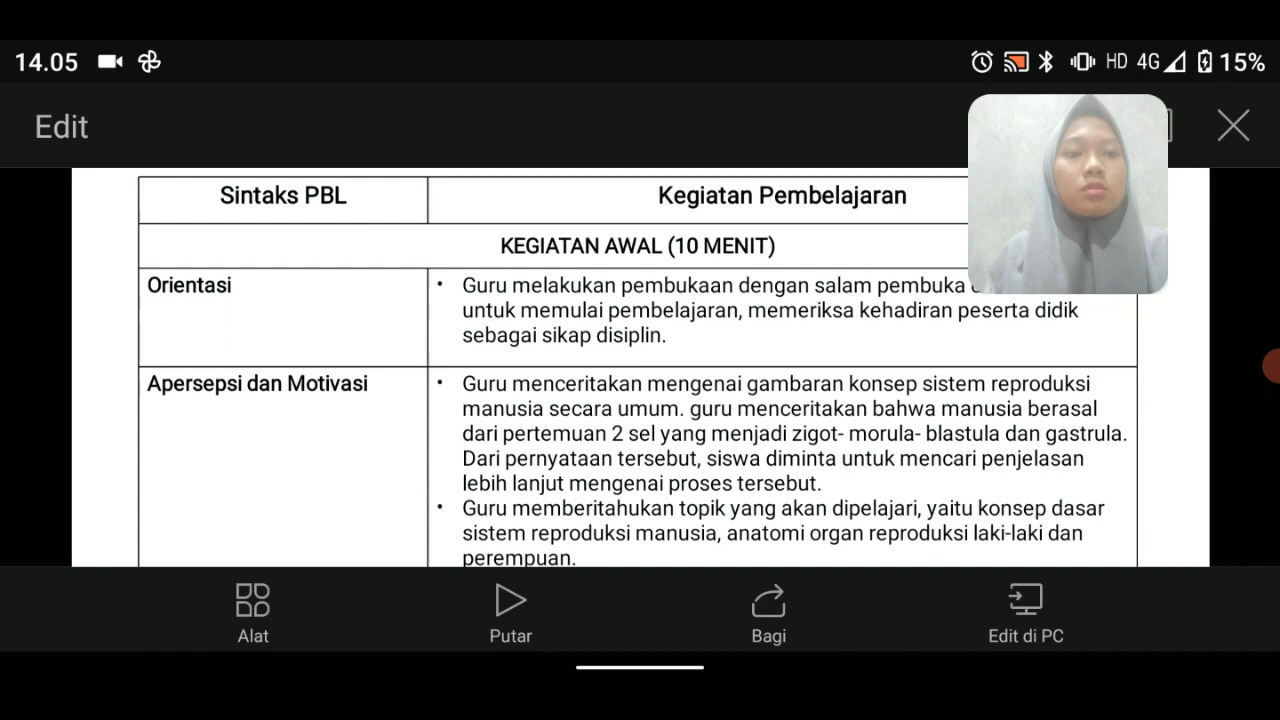 14.05
HD 4G 15%
Edit
Sintaks PBL
Kegiatan Pembelajaran
KEGIATAN AWAL (10 MENIT)
Orientasi
• Guru melakukan pembukaan dengan salam pembuka
untuk memulai pembelajaran, memeriksa kehadiran peserta didik
sebagai sikap disiplin.
Apersepsi dan Motivasi
• Guru menceritakan mengenai gambaran konsep sistem reproduksi
manusia secara umum. guru menceritakan bahwa manusia berasal
dari pertemuan 2 sel yang menjadi zigot- morula- blastula dan gastrula.
Dari pernyataan tersebut, siswa diminta untuk mencari penjelasan
lebih lanjut mengenai proses tersebut.
• Guru memberitahukan topik yang akan dipelajari, yaitu konsep dasar
sistem reproduksi manusia, anatomi organ reproduksi laki-laki dan
perempuan.
Alat
Putar
Bagi
Edit di PC